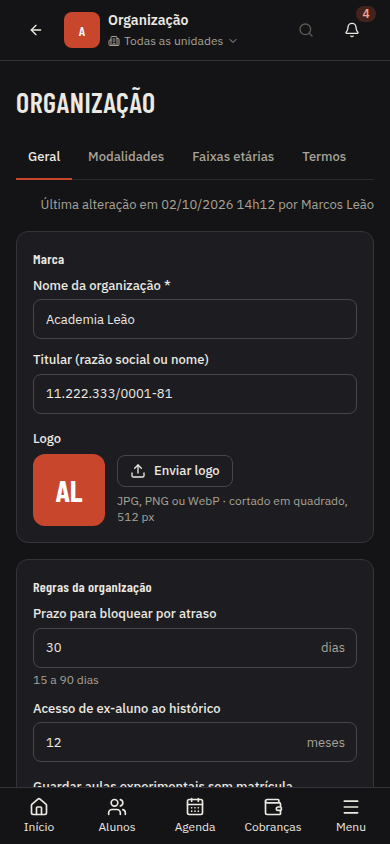 A
Organização
Todas as unidades
4
ORGANIZAÇÃO
Geral Modalidades Faixas etárias Termos
Última alteração em 02/10/2026 14h12 por Marcos Leão
Marca
Nome da organização *
Academia Leão
Titular (razão social ou nome)
11.222.333/0001-81
Logo
AL
Enviar logo
JPG, PNG ou WebP · cortado em quadrado,
512 px
Regras da organização
Prazo para bloquear por atraso
30 dias
15 a 90 dias
Acesso de ex-aluno ao histórico
12 meses
Guardar aulas experimentais sem matrícula
Início Alunos Agenda Cobranças Menu